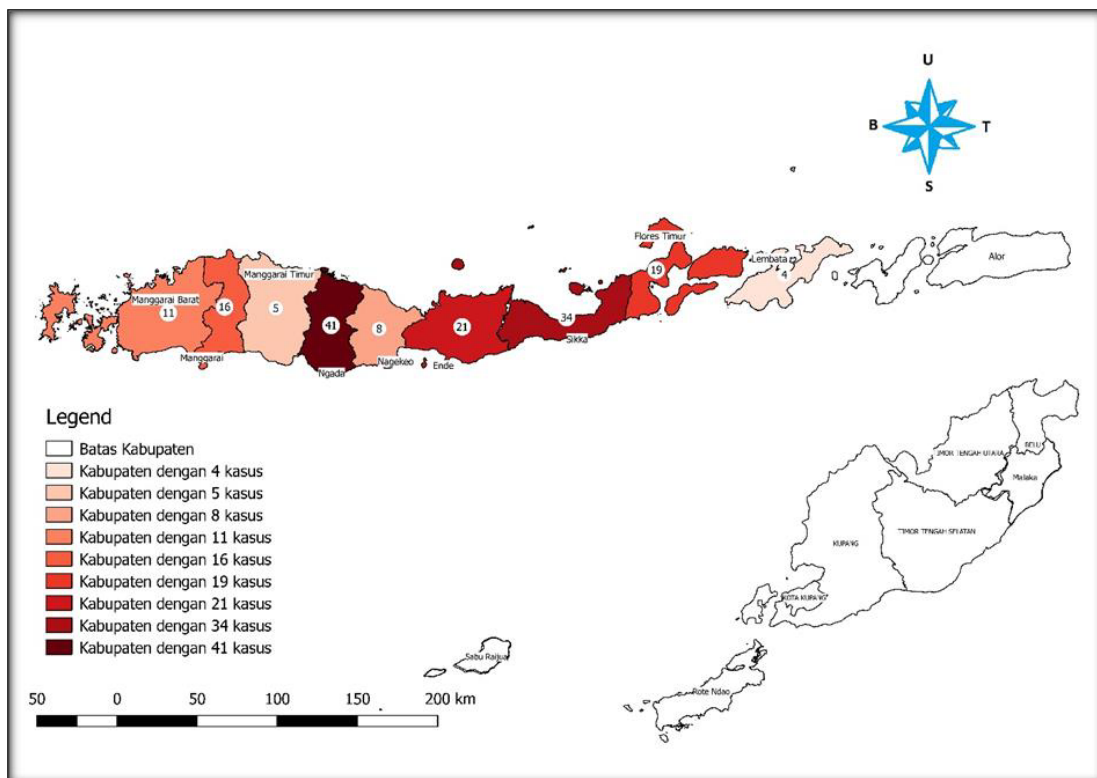 U
B
T
S
Flores Timur
Alor
Lembata
Manggarai Timur
19
4
Manggarai Barat
11
16
5
41
8
21
34
Sikka
Manggarai
Nagekeo
Ende
Ngada
Legend
Batas Kabupaten
Kabupaten dengan 4 kasus
Kabupaten dengan 5 kasus
Kabupaten dengan 8 kasus
Kabupaten dengan 11 kasus
Kabupaten dengan 16 kasus
Kabupaten dengan 19 kasus
Kabupaten dengan 21 kasus
Kabupaten dengan 34 kasus
Kabupaten dengan 41 kasus
BELU
IMOR TENGAH UTARA
Malaka
TIMOR TENGAH SELATAN
KUPANG
KOTA KUPANG
Sabu Raijua
Rote Ndao
50 0 50 100 150 200 km